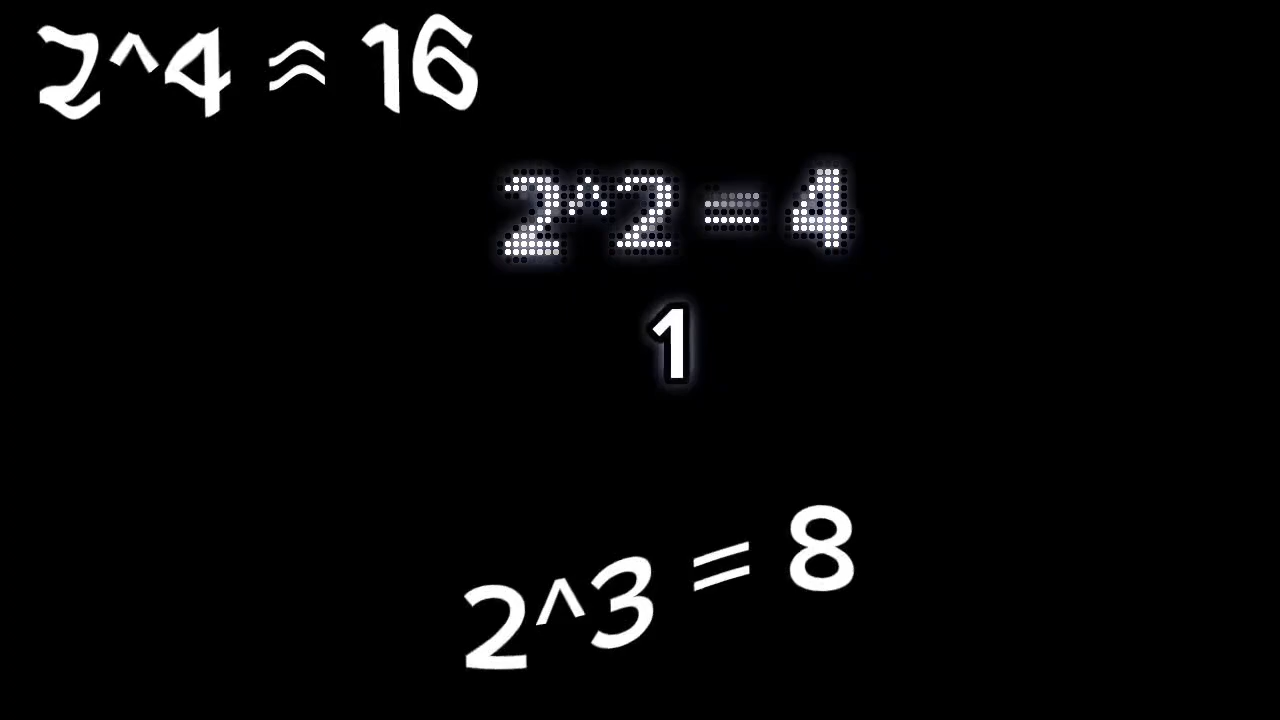 2^4 = 16
2^2 = 4
1
2^3 = 8